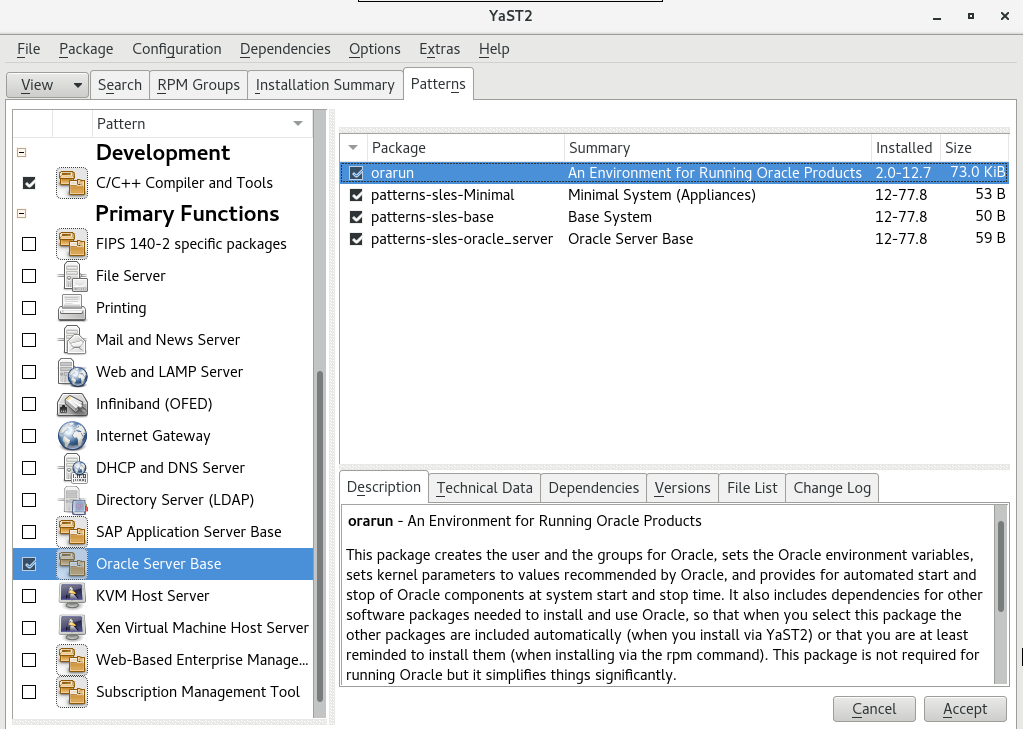 YaST2
File Package Configuration Dependencies Options Extras Help
View Search RPM Groups Installation Summary Patterns
Pattern
Development
C/C++ Compiler and Tools
Primary Functions
FIPS 140-2 specific packages
File Server
Printing
Mail and News Server
Web and LAMP Server
Infiniband (OFED)
Internet Gateway
DHCP and DNS Server
Directory Server (LDAP)
SAP Application Server Base
Oracle Server Base
KVM Host Server
Xen Virtual Machine Host Server
Web-Based Enterprise Manage...
Subscription Management Tool
Package Summary Installed Size
orarun An Environment for Running Oracle Products 2.0-12.7 73.0 KiB
patterns-sles-Minimal Minimal System (Appliances) 12-77.8 53 B
patterns-sles-base Base System 12-77.8 50 B
patterns-sles-oracle_server Oracle Server Base 12-77.8 59 B
Description Technical Data Dependencies Versions File List Change Log
orarun - An Environment for Running Oracle Products
This package creates the user and the groups for Oracle, sets the Oracle environment variables,
sets kernel parameters to values recommended by Oracle, and provides for automated start and
stop of Oracle components at system start and stop time. It also includes dependencies for other
software packages needed to install and use Oracle, so that when you select this package the
other packages are included automatically (when you install via YaST2) or that you are at least
reminded to install them (when installing via the rpm command). This package is not required for
running Oracle but it simplifies things significantly.
Cancel Accept